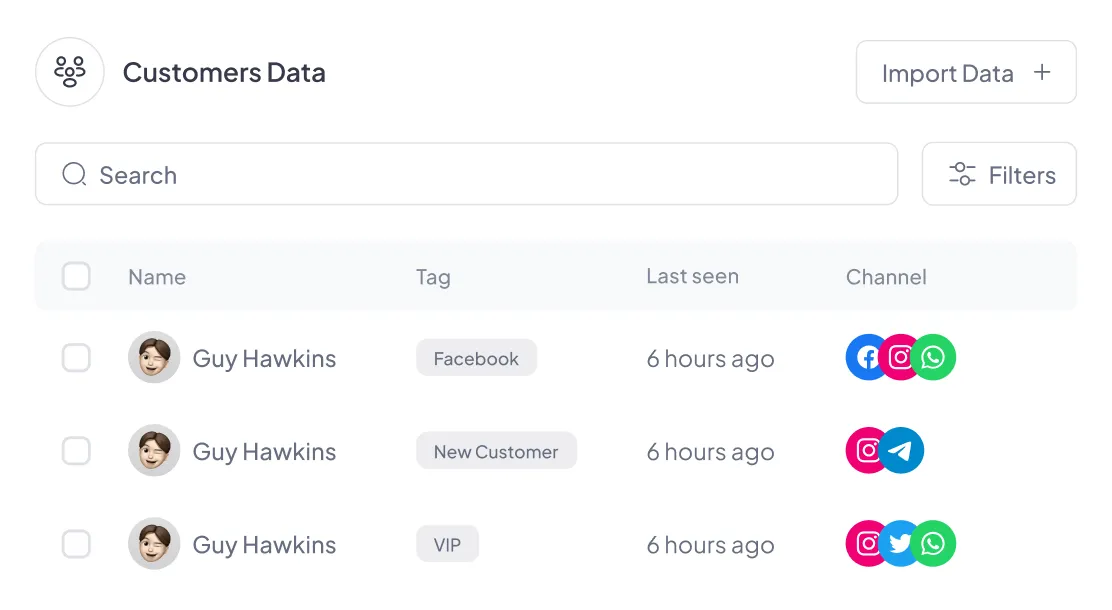 Customers Data
Import Data +
Search
Filters
Name Tag Last seen Channel
Guy Hawkins Facebook 6 hours ago
Guy Hawkins New Customer 6 hours ago
Guy Hawkins VIP 6 hours ago